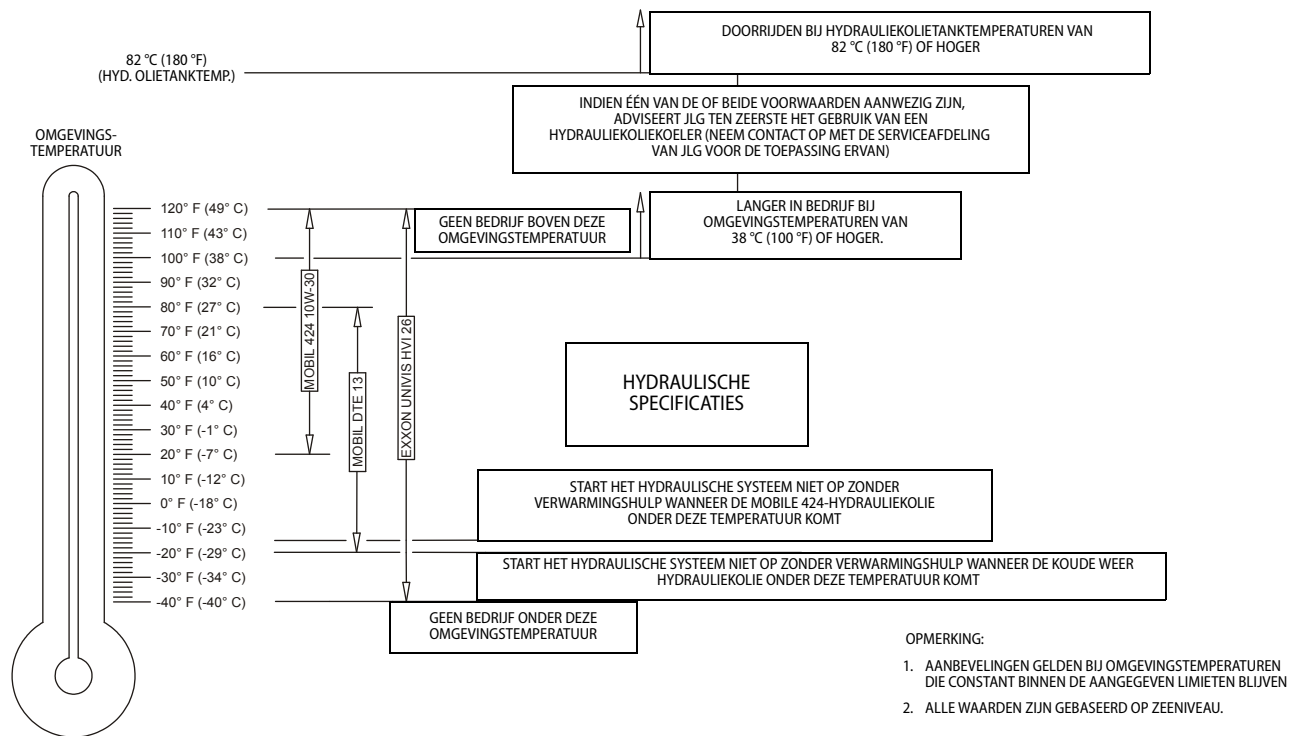 DOORRIJDEN BIJ HYDRAULIEKOLIETANKTEMPERATUREN VAN
82 °C (180 °F) OF HOGER
82 °C (180 °F)
(HYD. OLIETANKTEMP.)
INDIEN ÉÉN VAN DE OF BEIDE VOORWAARDEN AANWEZIG ZIJN,
ADVISEERT JLG TEN ZEERSTE HET GEBRUIK VAN EEN
HYDRAULIEKOLIEKOELER (NEEM CONTACT OP MET DE SERVICEAFDELING
VAN JLG VOOR DE TOEPASSING ERVAN)
OMGEVINGS-
TEMPERATUUR
120° F (49° C)
110° F (43° C)
100° F (38° C)
90° F (32° C)
80° F (27° C)
70° F (21° C)
60° F (16° C)
50° F (10° C)
40° F (4° C)
30° F (-1° C)
20° F (-7° C)
10° F (-12° C)
0° F (-18° C)
-10° F (-23° C)
-20° F (-29° C)
-30° F (-34° C)
-40° F (-40° C)
MOBIL 424 10W-30
MOBIL DTE 13
EXXON UNIVIS HVI 26
GEEN BEDRIJF BOVEN DEZE
OMGEVINGSTEMPERATUUR
LANGER IN BEDRIJF BIJ
OMGEVINGSTEMPERATUREN VAN
38 °C (100 °F) OF HOGER.
HYDRAULISCHE
SPECIFICATIES
START HET HYDRAULISCHE SYSTEEM NIET OP ZONDER
VERWARMINGSHULP WANNEER DE MOBILE 424-HYDRAULIEKOLIE
ONDER DEZE TEMPERATUUR KOMT
START HET HYDRAULISCHE SYSTEEM NIET OP ZONDER VERWARMINGSHULP WANNEER DE KOUDE WEER
HYDRAULIEKOLIE ONDER DEZE TEMPERATUUR KOMT
GEEN BEDRIJF ONDER DEZE
OMGEVINGSTEMPERATUUR
OPMERKING:
1. AANBEVELINGEN GELDEN BIJ OMGEVINGSTEMPERATUREN
DIE CONSTANT BINNEN DE AANGEGEVEN LIMIETEN BLIJVEN
2. ALLE WAARDEN ZIJN GEBASEERD OP ZEENIVEAU.